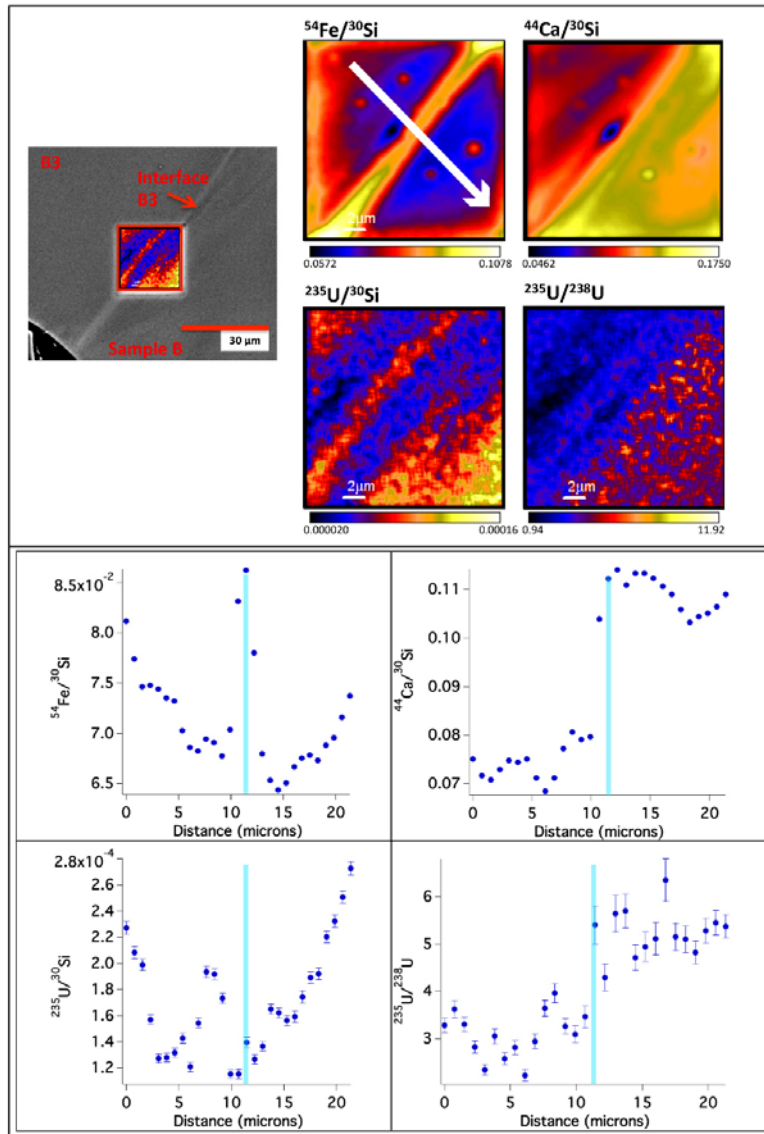 ⁵⁴Fe/³⁰Si
⁴⁴Ca/³⁰Si
B3
Interface
B3
Sample B
30 μm
2μm
0.0572 0.1078
0.0462 0.1750
²³⁵U/³⁰Si
²³⁵U/²³⁸U
2μm
2μm
0.000020 0.00016
0.94 11.92
8.5x10⁻²
8.0
7.5
7.0
6.5
⁵⁴Fe/³⁰Si
0 5 10 15 20
Distance (microns)
0.11
0.10
0.09
0.08
0.07
⁴⁴Ca/³⁰Si
0 5 10 15 20
Distance (microns)
2.8x10⁻⁴
2.6
2.4
2.2
2.0
1.8
1.6
1.4
1.2
²³⁵U/³⁰Si
0 5 10 15 20
Distance (microns)
6
5
4
3
²³⁵U/²³⁸U
0 5 10 15 20
Distance (microns)